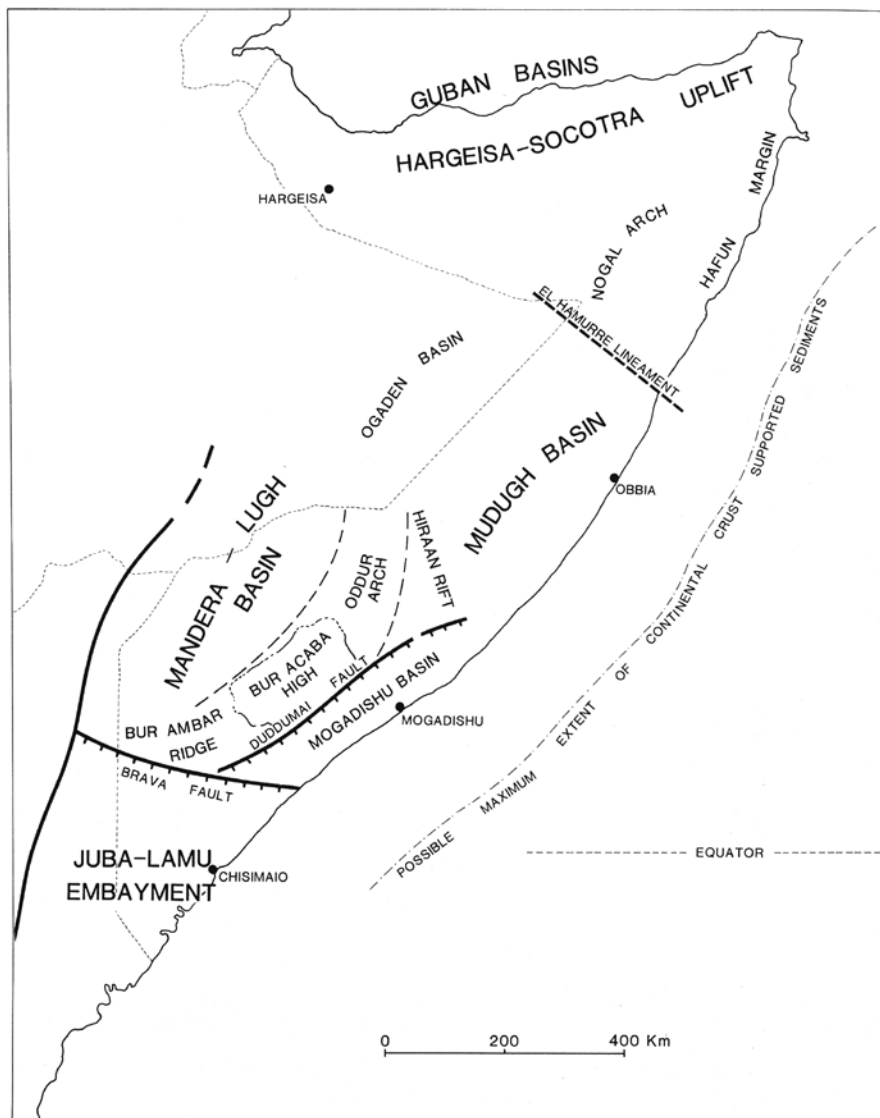 GUBAN BASINS
HARGEISA-SOCOTRA UPLIFT
HARGEISA
HAFUN MARGIN
NOGAL ARCH
EL HAMURRE LINEAMENT
OGADEN BASIN
MUDUGH BASIN
OBBIA
MANDERA - LUGH
BASIN
ODDUR
ARCH
HIRAAN RIFT
BUR ACABA
HIGH
DUDDUMAI FAULT
MOGADISHU BASIN
MOGADISHU
BUR AMBAR
RIDGE
BRAVA FAULT
POSSIBLE MAXIMUM EXTENT OF CONTINENTAL CRUST SUPPORTED SEDIMENTS
EQUATOR
JUBA-LAMU
EMBAYMENT
CHISIMAIO
0 200 400 Km